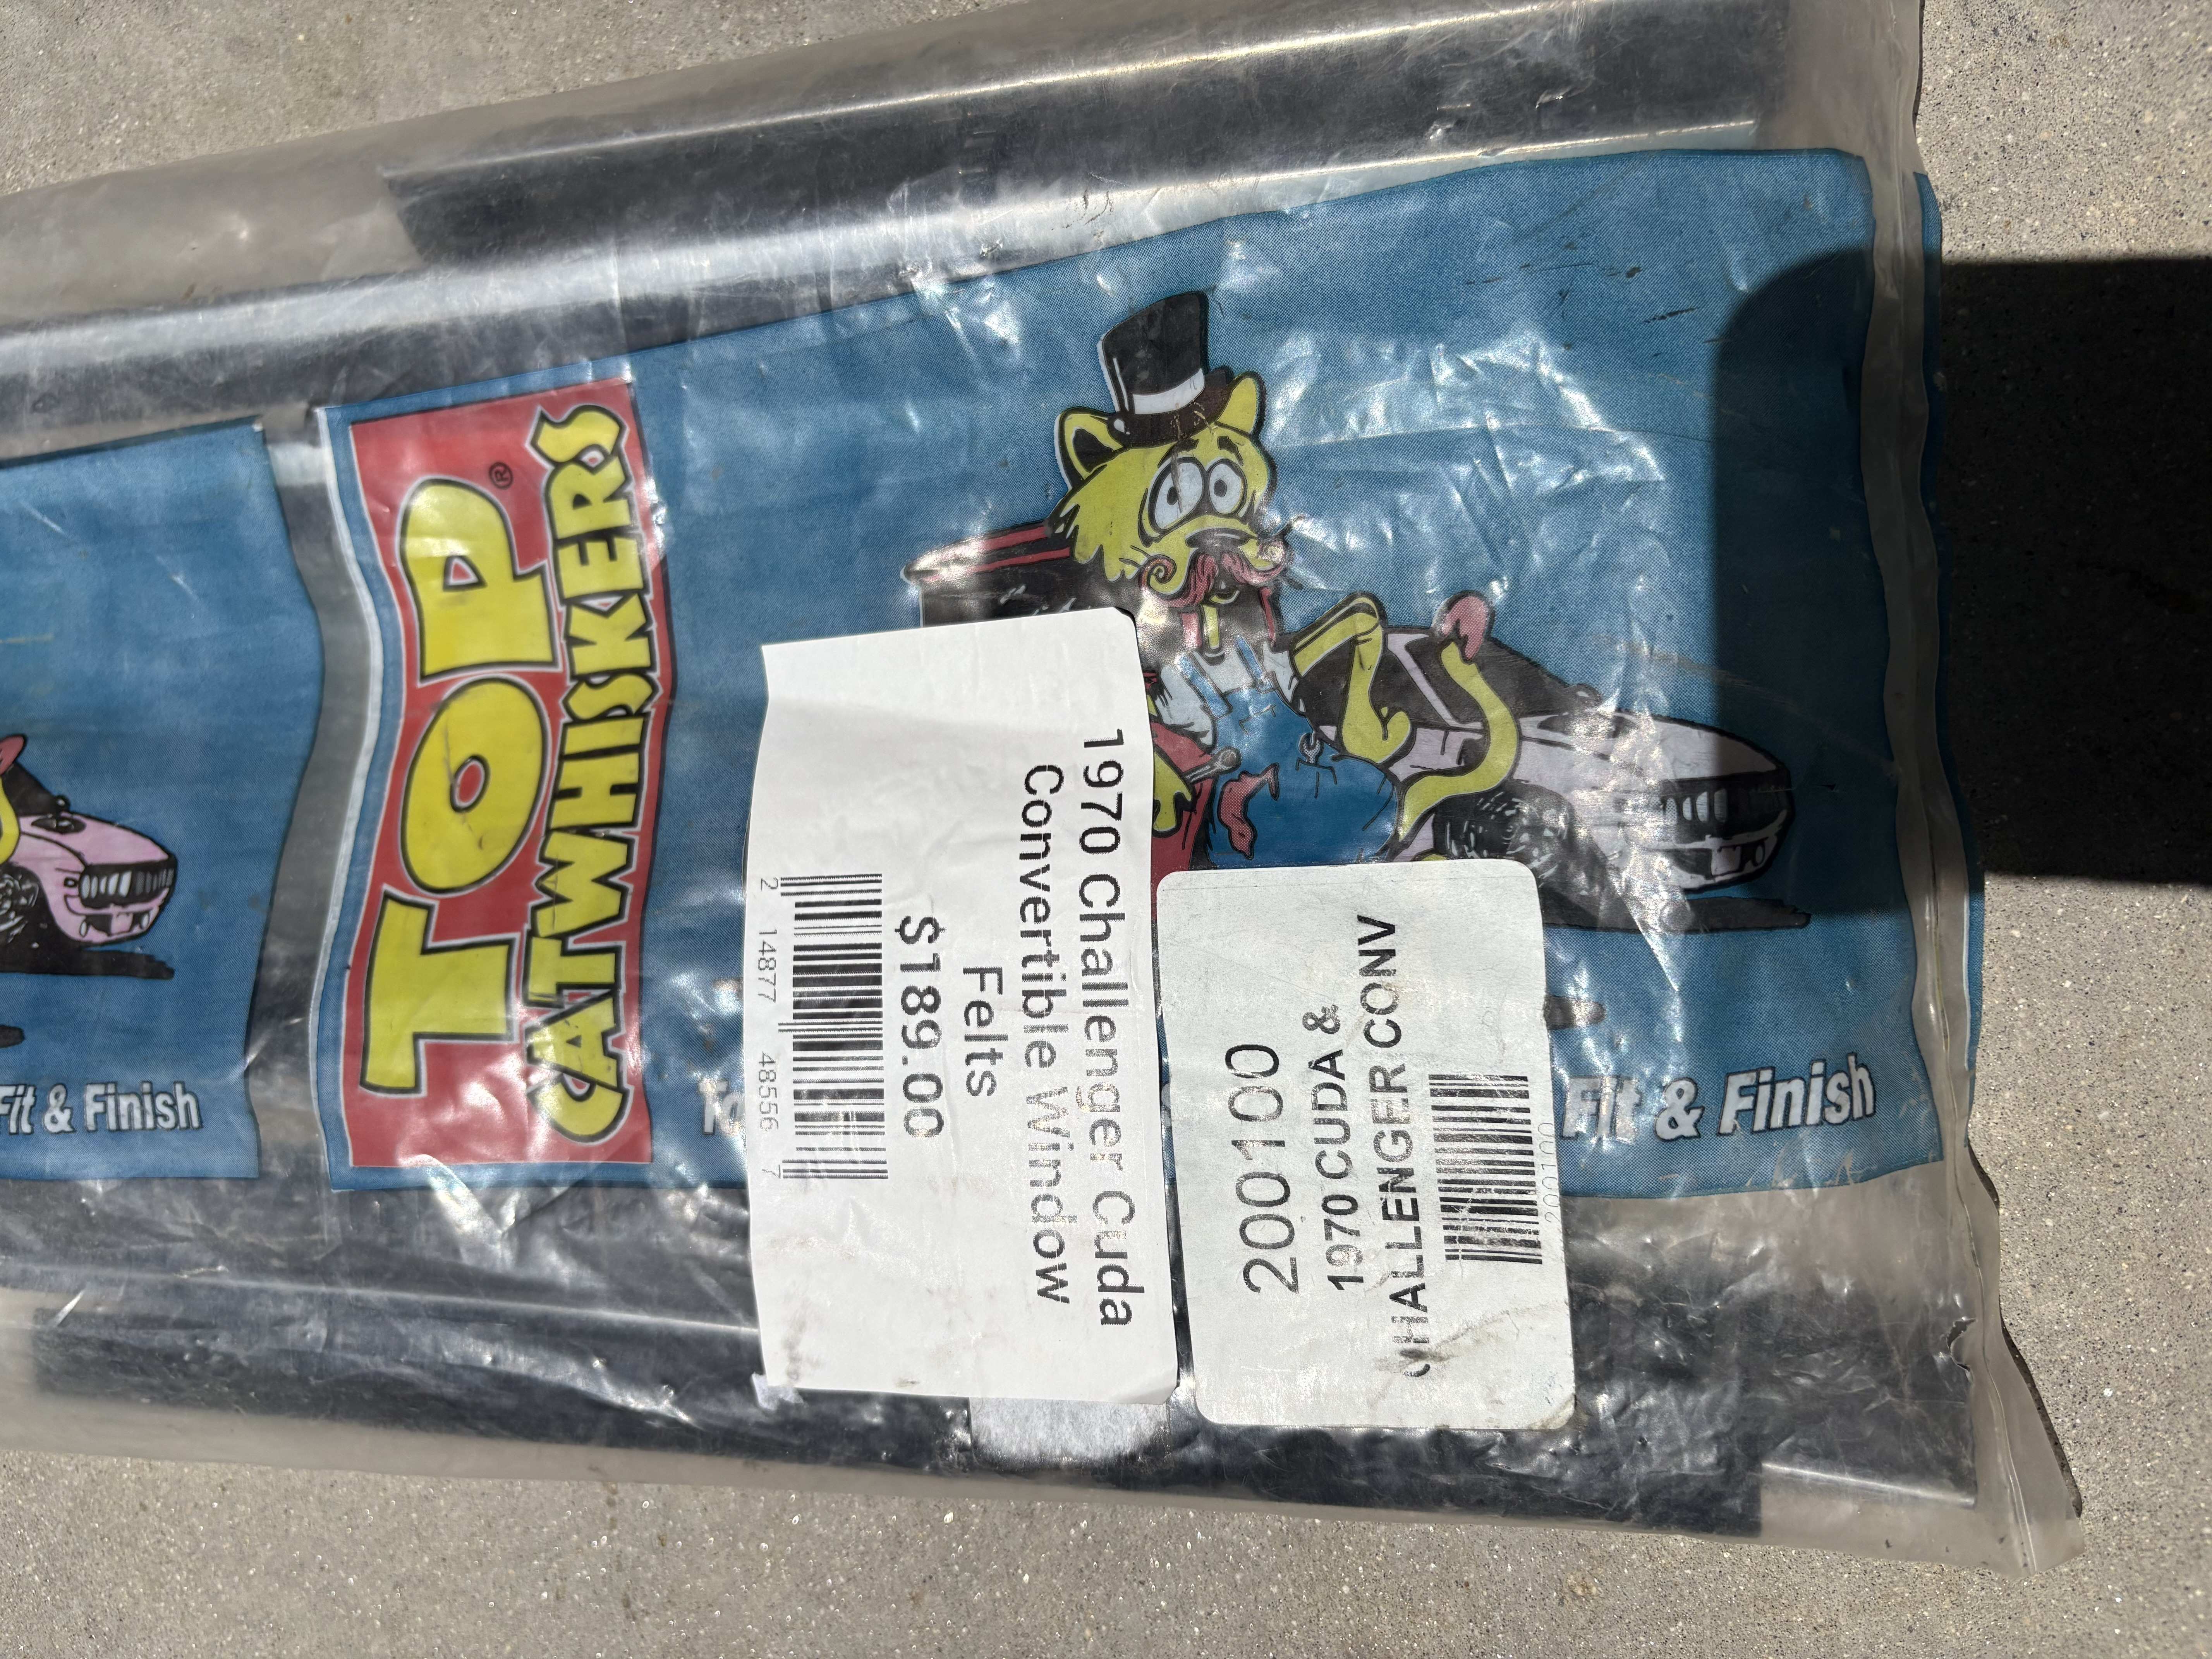 Fit & Finish
TOP®
CATWHISKERS
1970 Challenger Cuda
Convertible Window
Felts
$189.00
2 14877 48556 7
200100
1970 CUDA &
CHALLENGER CONV
200100
Fit & Finish